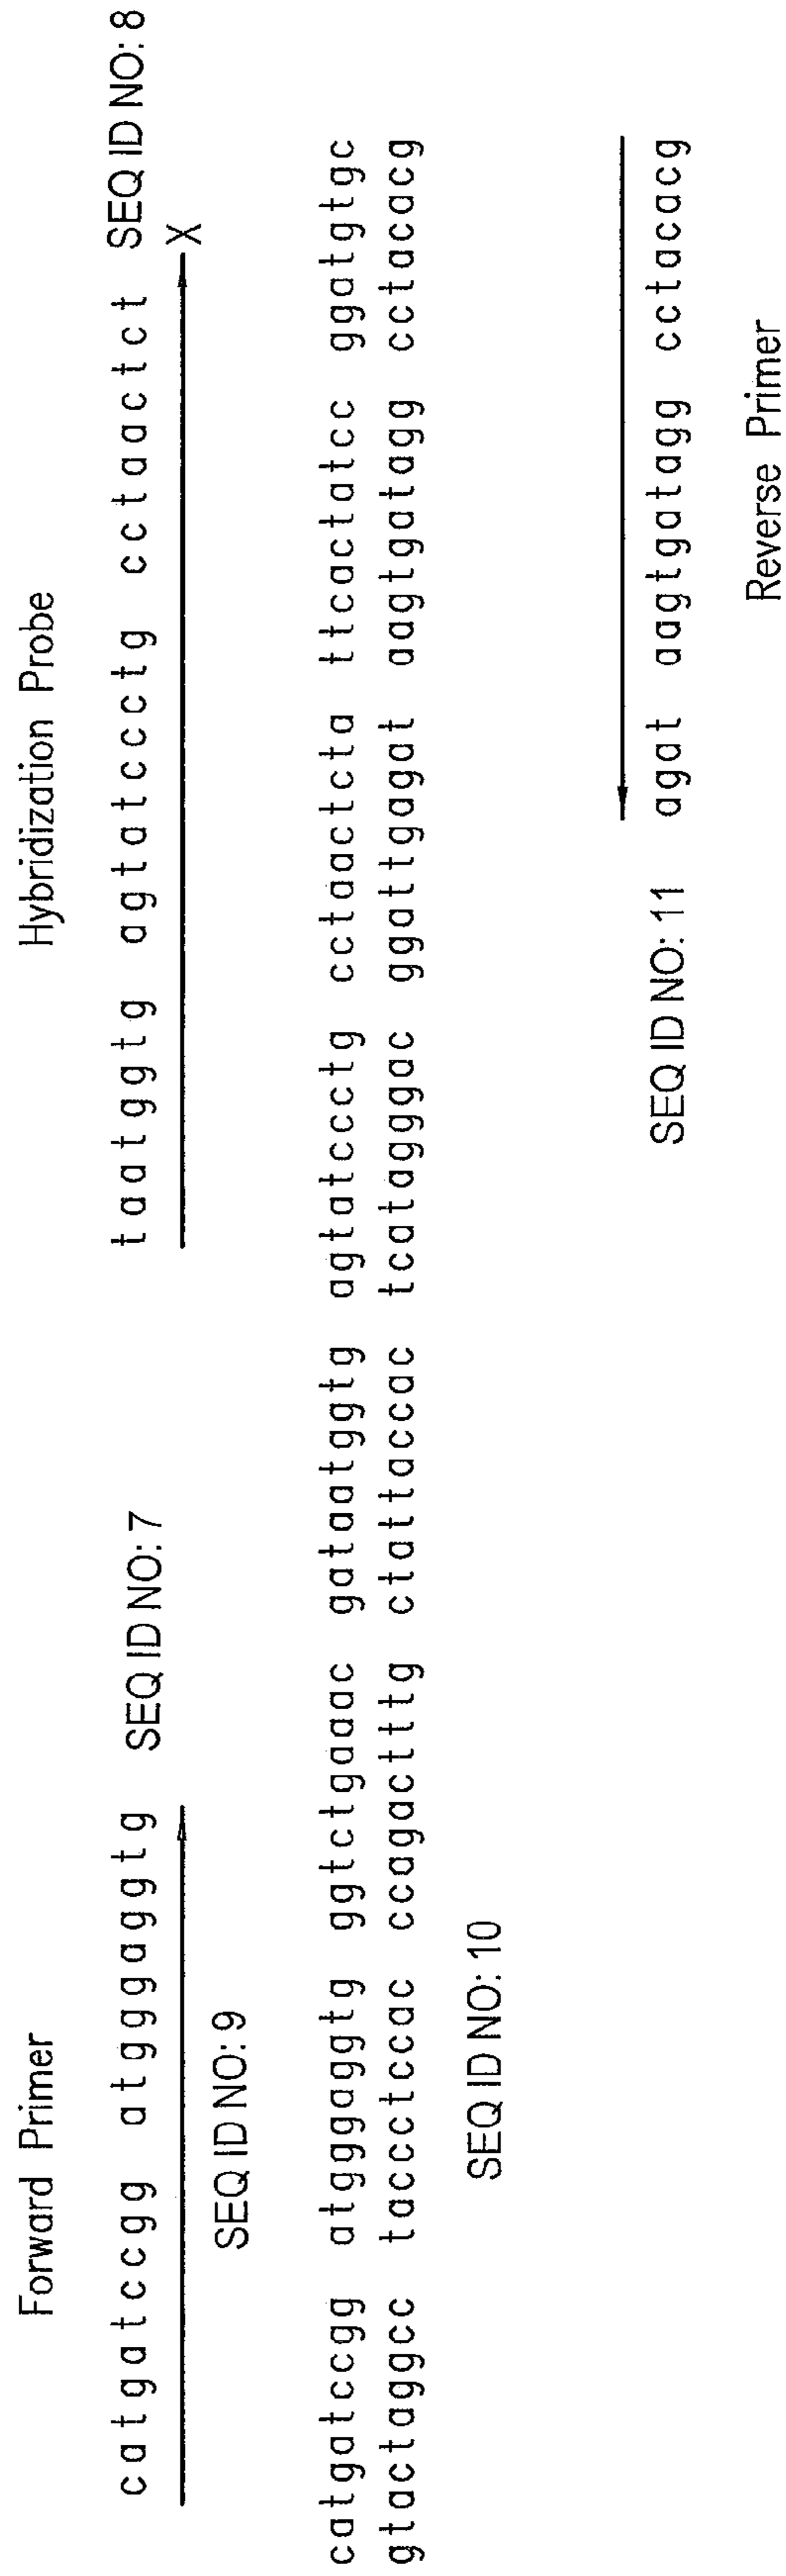 Forward Primer
Hybridization Probe
catgatccgg atgggaggtg SEQ ID NO: 7
taatggtg agtatccctg cctaactct SEQ ID NO: 8
X
SEQ ID NO: 9
catgatccgg atgggaggtg ggtctgaaac gataatggtg agtatccctg cctaactcta ttcactatcc ggatgtgc
gtactaggcc taccctccac ccagactttg ctattaccac tcatagggac ggattgagat aagtgatagg cctacacg
SEQ ID NO: 10
SEQ ID NO: 11 agat aagtgatagg cctacacg
Reverse Primer